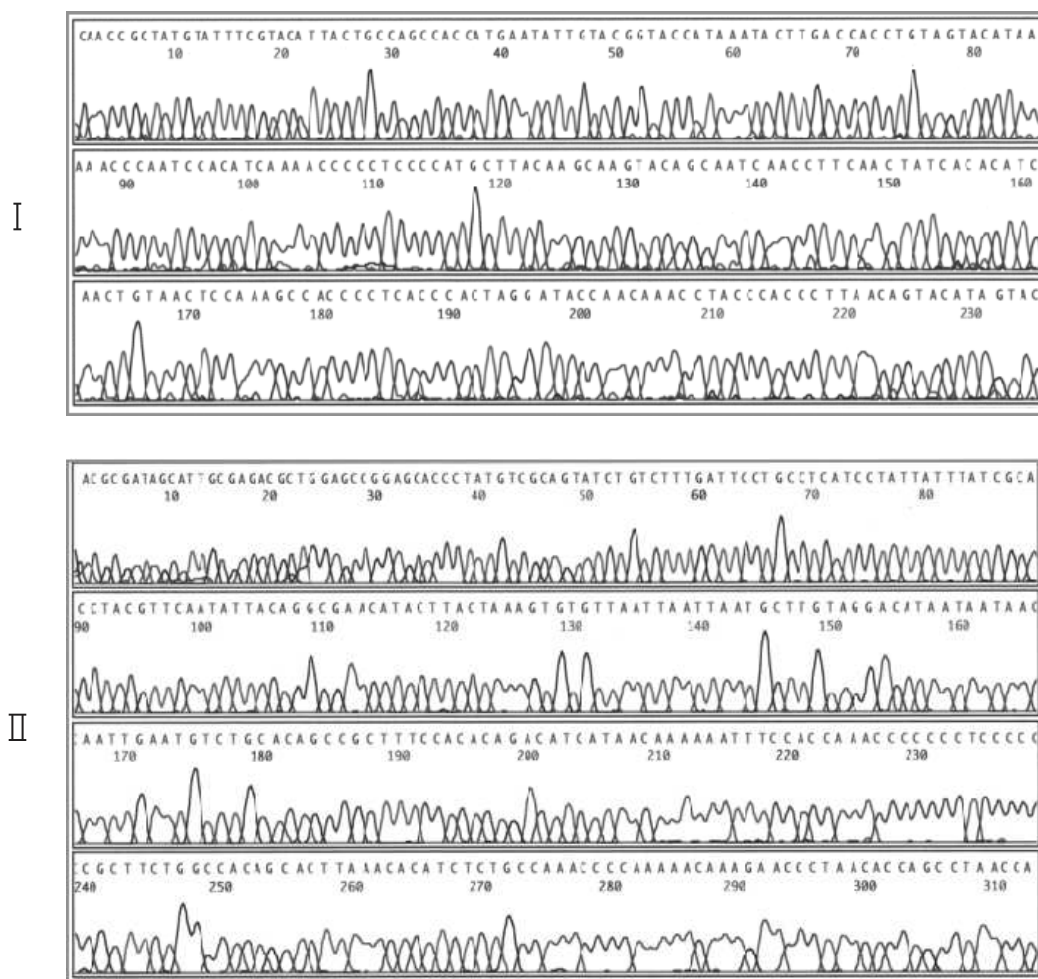 CAACCGCTATGTATTTCGTACATTACTGCCAGCCACCATGAATATTGTACGGTACCATAAATACTTGACCACCTGTAGTACATAA
10 20 30 40 50 60 70 80
AAACCCAATCCACATCAAAACCCCCTCCCCATGCTTACAAGCAAGTACAGCAATCAACCTTCAACTATCACACATC
90 100 110 120 130 140 150 160
I
AACTGTAACTCCAAAGCCACCCCTCACCCACTAGGATACCAACAAACCTACCCACCCTTAACAGTACATAGTAC
170 180 190 200 210 220 230
ACGCGATAGCATTGCGAGACGCTGGAGCCGGAGCACCCTATGTCGCAGTATCTGTCTTTGATTCCTGCCTCATCCTATTATTTATCGCA
10 20 30 40 50 60 70 80
CCTACGTTCAATATTACAGGCGAACATACTTACTAAAGTGTGTTAATTAATTAATGCTTGTAGGACATAATAATAAC
90 100 110 120 130 140 150 160
II
AATTGAATGTCTGCACAGCCGCTTTCCACACAGACATCATAACAAAAAATTTCCACCAAACCCCCCCTCCCCC
170 180 190 200 210 220 230
CGCTTCTGGCCACAGCACTTAAACACATCTCTGCCAAACCCCAAAAACAAAGAACCCTAACACCAGCCTAACCA
240 250 260 270 280 290 300 310